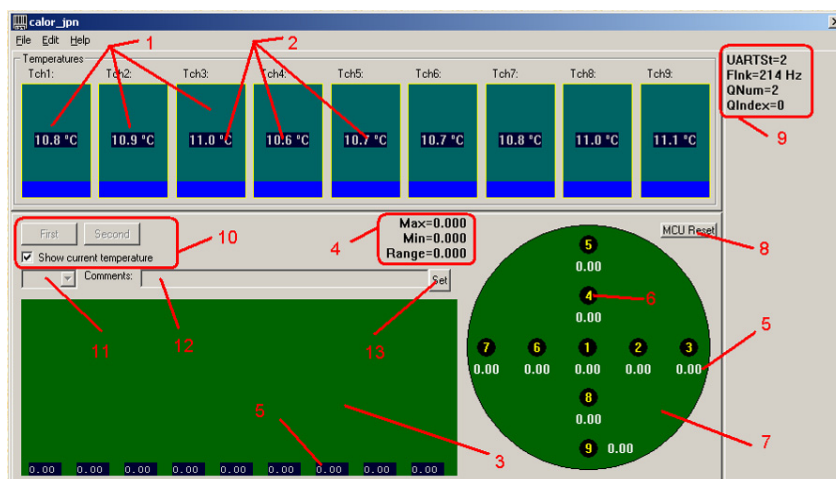 calor_jpn
File Edit Help
1
2
Temperatures
Tch1: Tch2: Tch3: Tch4: Tch5: Tch6: Tch7: Tch8: Tch9:
10.8 °C 10.9 °C 11.0 °C 10.6 °C 10.7 °C 10.7 °C 10.8 °C 11.0 °C 11.1 °C
UARTSt=2
Flnk=214 Hz
QNum=2
QIndex=0
9
First Second
Show current temperature
10
4
Max=0.000
Min=0.000
Range=0.000
MCU Reset
8
Comments:
Set
11
12
13
5
0.00
4
6
0.00
7 6 1 2 3
5
0.00 0.00 0.00 0.00 0.00
8
0.00
7
9 0.00
5
3
0.00 0.00 0.00 0.00 0.00 0.00 0.00 0.00 0.00